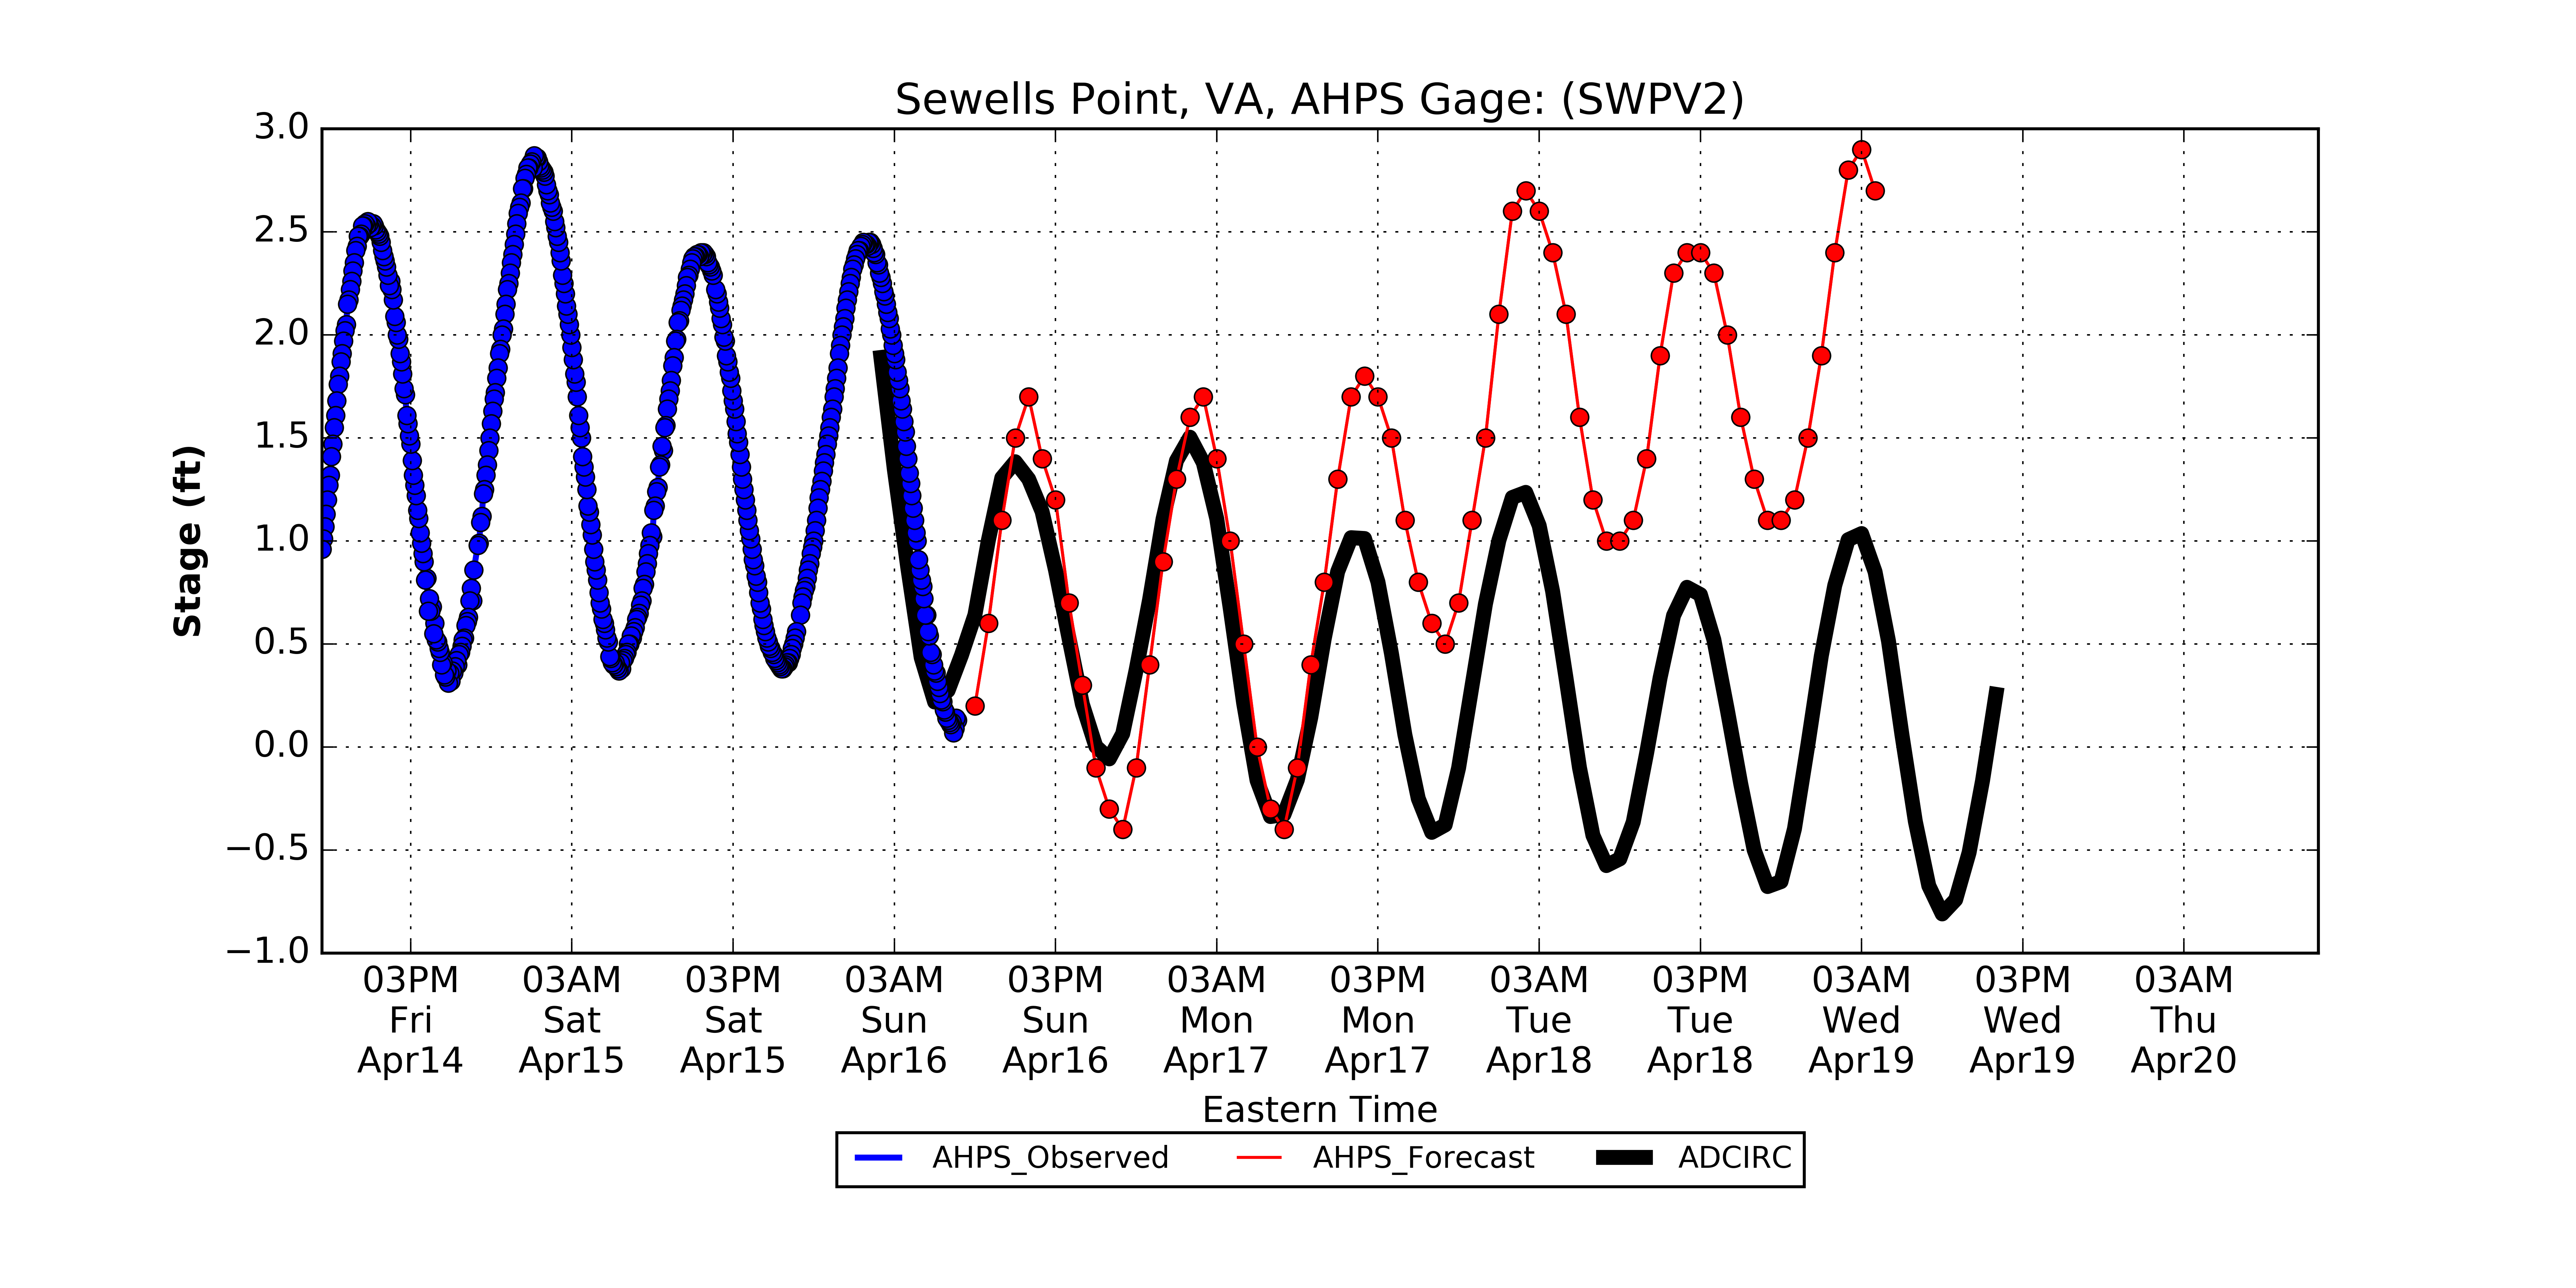 Sewells Point, VA, AHPS Gage: (SWPV2)
3.0
2.5
2.0
1.5
1.0
0.5
0.0
−0.5
−1.0
Stage (ft)
03PM 03AM 03PM 03AM 03PM 03AM 03PM 03AM 03PM 03AM 03PM 03AM
Fri Sat Sat Sun Sun Mon Mon Tue Tue Wed Wed Thu
Apr14 Apr15 Apr15 Apr16 Apr16 Apr17 Apr17 Apr18 Apr18 Apr19 Apr19 Apr20
Eastern Time
AHPS_Observed AHPS_Forecast ADCIRC